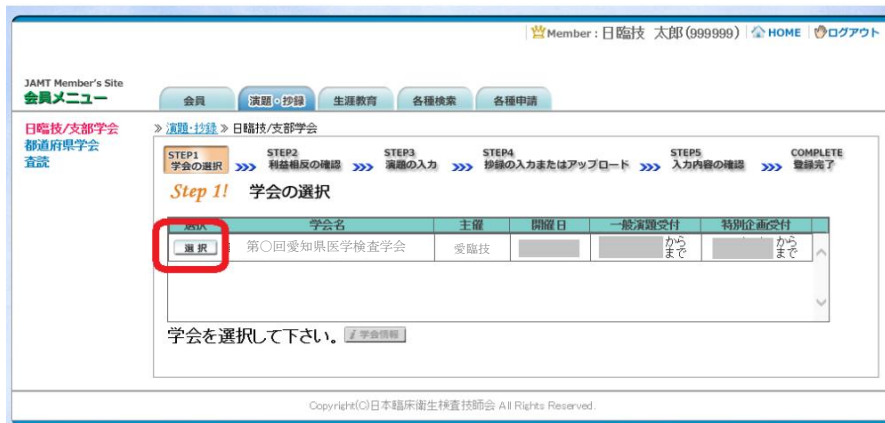 Member : 日臨技 太郎(999999) HOME ログアウト
JAMT Member's Site
会員メニュー
会員 演題・抄録 生涯教育 各種検索 各種申請
日臨技/支部学会
都道府県学会
査読
≫ 演題・抄録 ≫ 日臨技/支部学会
STEP1 学会の選択 >>> STEP2 利益相反の確認 >>> STEP3 演題の入力 >>> STEP4 抄録の入力またはアップロード >>> STEP5 入力内容の確認 >>> COMPLETE 登録完了
Step 1! 学会の選択
選択 学会名 主催 開催日 一般演題受付 特別企画受付
選択 第〇回愛知県医学検査学会 愛臨技 から まで から まで
学会を選択して下さい。 i 学会情報
Copyright(C)日本臨床衛生検査技師会 All Rights Reserved.